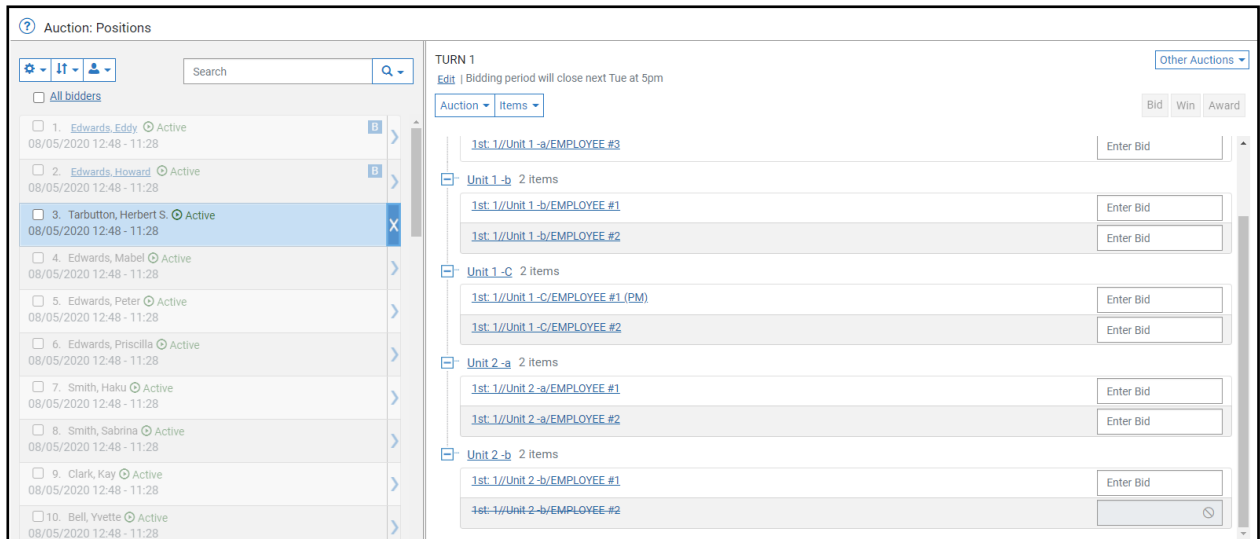 Auction: Positions
Search
All bidders
1. Edwards, Eddy Active B
08/05/2020 12:48 - 11:28
2. Edwards, Howard Active B
08/05/2020 12:48 - 11:28
3. Tarbutton, Herbert S. Active X
08/05/2020 12:48 - 11:28
4. Edwards, Mabel Active
08/05/2020 12:48 - 11:28
5. Edwards, Peter Active
08/05/2020 12:48 - 11:28
6. Edwards, Priscilla Active
08/05/2020 12:48 - 11:28
7. Smith, Haku Active
08/05/2020 12:48 - 11:28
8. Smith, Sabrina Active
08/05/2020 12:48 - 11:28
9. Clark, Kay Active
08/05/2020 12:48 - 11:28
10. Bell, Yvette Active
08/05/2020 12:48 - 11:28
TURN 1
Other Auctions
Edit | Bidding period will close next Tue at 5pm
Auction Items Bid Win Award
1st: 1//Unit 1 -a/EMPLOYEE #3 Enter Bid
Unit 1 -b 2 items
1st: 1//Unit 1 -b/EMPLOYEE #1 Enter Bid
1st: 1//Unit 1 -b/EMPLOYEE #2 Enter Bid
Unit 1 -C 2 items
1st: 1//Unit 1 -C/EMPLOYEE #1 (PM) Enter Bid
1st: 1//Unit 1 -C/EMPLOYEE #2 Enter Bid
Unit 2 -a 2 items
1st: 1//Unit 2 -a/EMPLOYEE #1 Enter Bid
1st: 1//Unit 2 -a/EMPLOYEE #2 Enter Bid
Unit 2 -b 2 items
1st: 1//Unit 2 -b/EMPLOYEE #1 Enter Bid
1st: 1//Unit 2 -b/EMPLOYEE #2